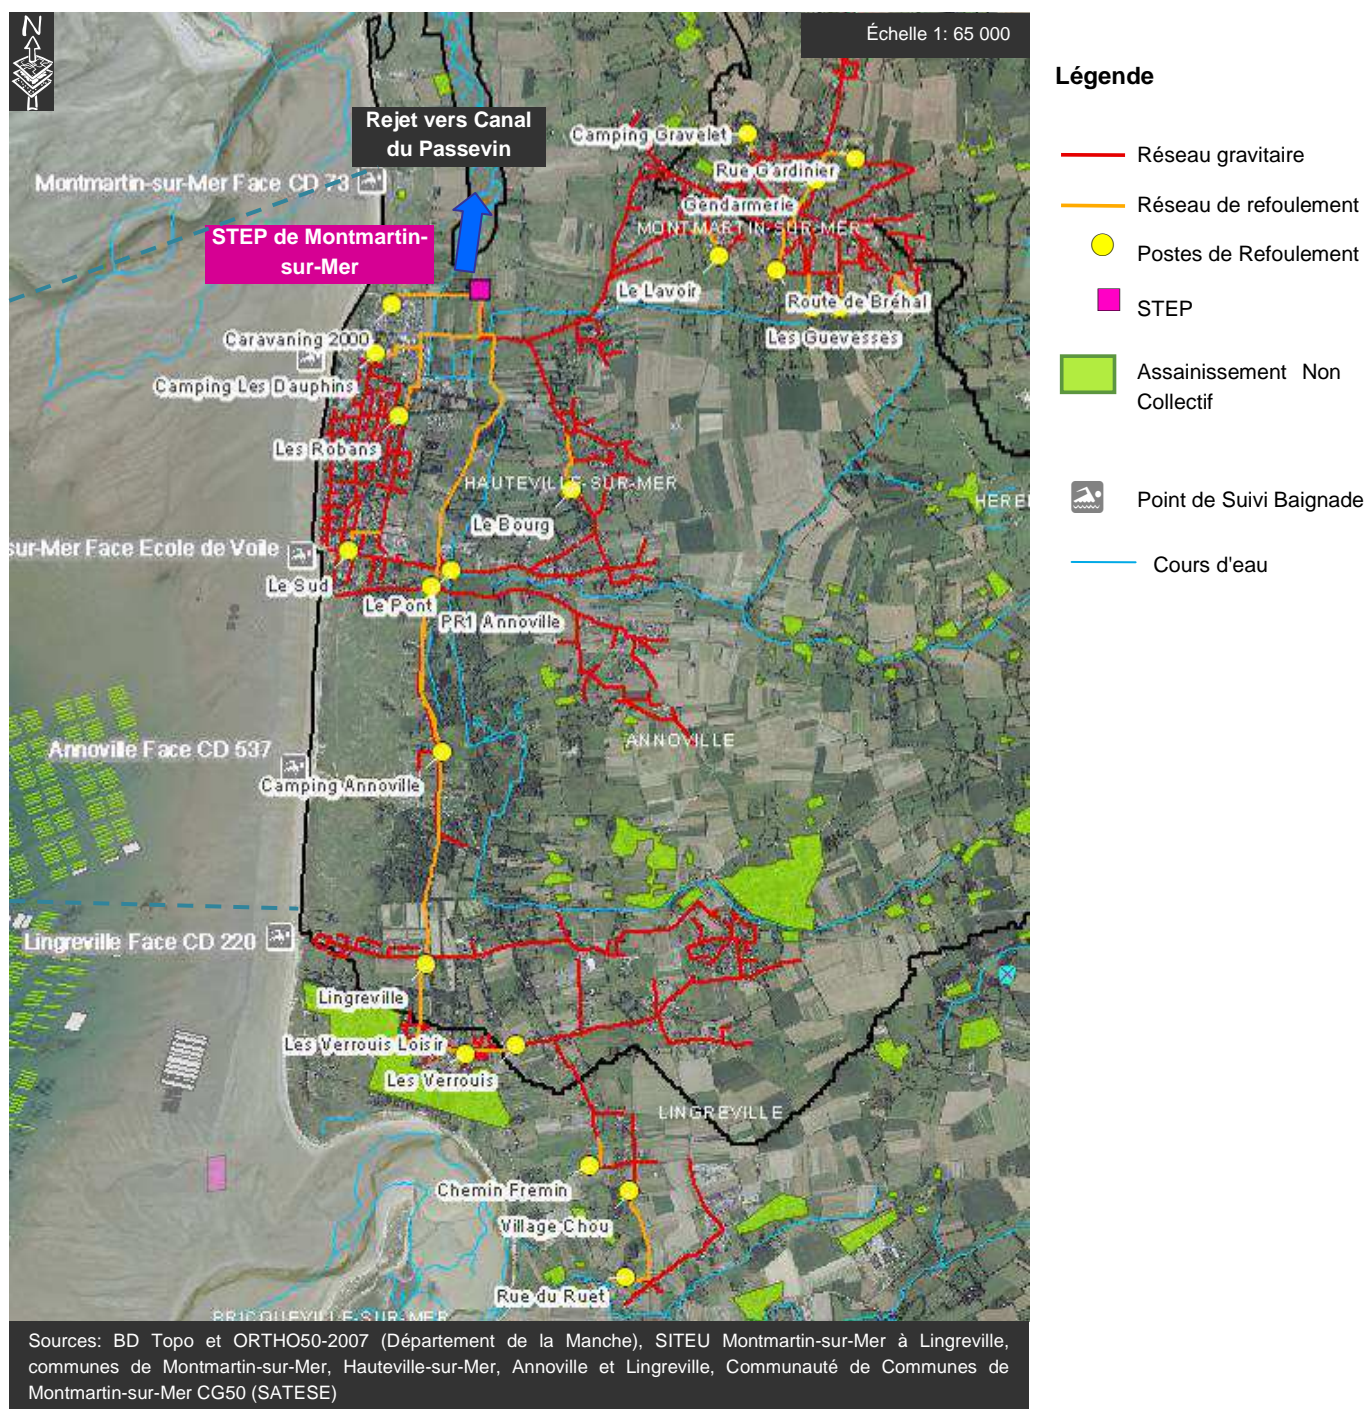 N
Échelle 1: 65 000
Légende
Rejet vers Canal
du Passevin
Camping Gravelet
Réseau gravitaire
Rue Gardinier
Montmartin-sur-Mer Face CD 73
Gendarmerie
Réseau de refoulement
MONTMARTIN-SUR-MER
STEP de Montmartin-
sur-Mer
Postes de Refoulement
Le Lavoir
Route de Bréhal
STEP
Caravaning 2000
Les Guevesses
Camping Les Dauphins
Assainissement Non
Collectif
Les Robans
HAUTEVILLE-SUR-MER
Point de Suivi Baignade
Le Bourg
sur-Mer Face Ecole de Voile
Cours d'eau
Le Sud
Le Pont
PR1 Annoville
ANNOVILLE
Annoville Face CD 537
Camping Annoville
Lingreville Face CD 220
Lingreville
Les Verrouis Loisir
Les Verrouis
LINGREVILLE
Chemin Fremin
Village Chou
Rue du Ruet
BRICQUEVILLE-SUR-MER
Sources: BD Topo et ORTHO50-2007 (Département de la Manche), SITEU Montmartin-sur-Mer à Lingreville,
communes de Montmartin-sur-Mer, Hauteville-sur-Mer, Annoville et Lingreville, Communauté de Communes de
Montmartin-sur-Mer CG50 (SATESE)